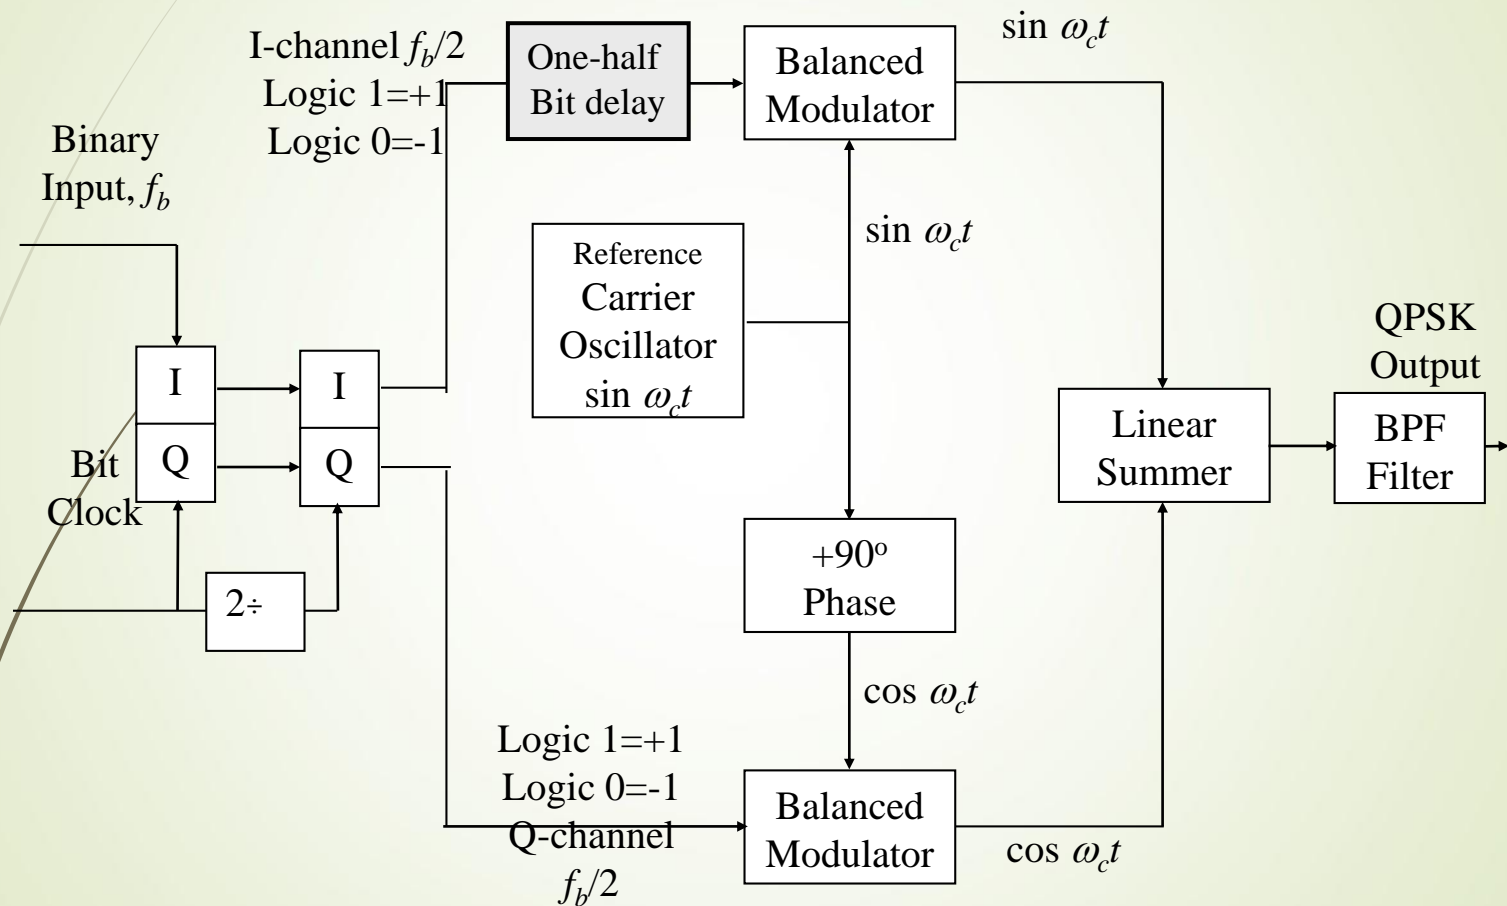 I-channel f_b/2
Logic 1=+1
Logic 0=-1
One-half
Bit delay
Balanced
Modulator
sin ω_ct
Binary
Input, f_b
sin ω_ct
Reference
Carrier
Oscillator
sin ω_ct
QPSK
Output
I
Q
I
Q
Bit
Clock
Linear
Summer
BPF
Filter
+90°
Phase
2÷
cos ω_ct
Logic 1=+1
Logic 0=-1
Q-channel
f_b/2
Balanced
Modulator
cos ω_ct